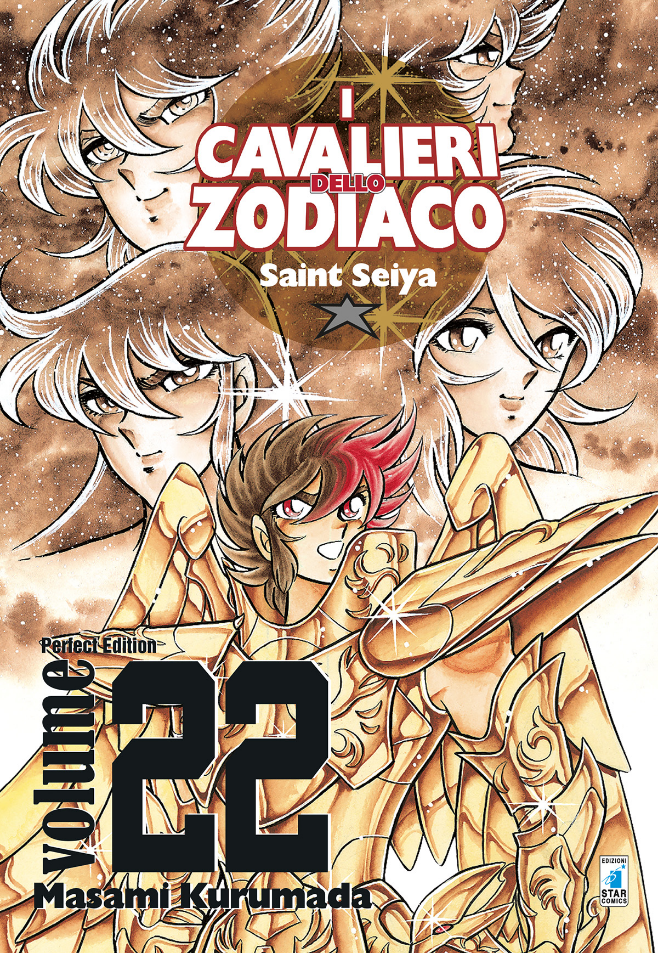 I
CAVALIERI
DELLO
ZODIACO
Saint Seiya
Perfect Edition
volume
22
Masami Kurumada
EDIZIONI
STAR
COMICS